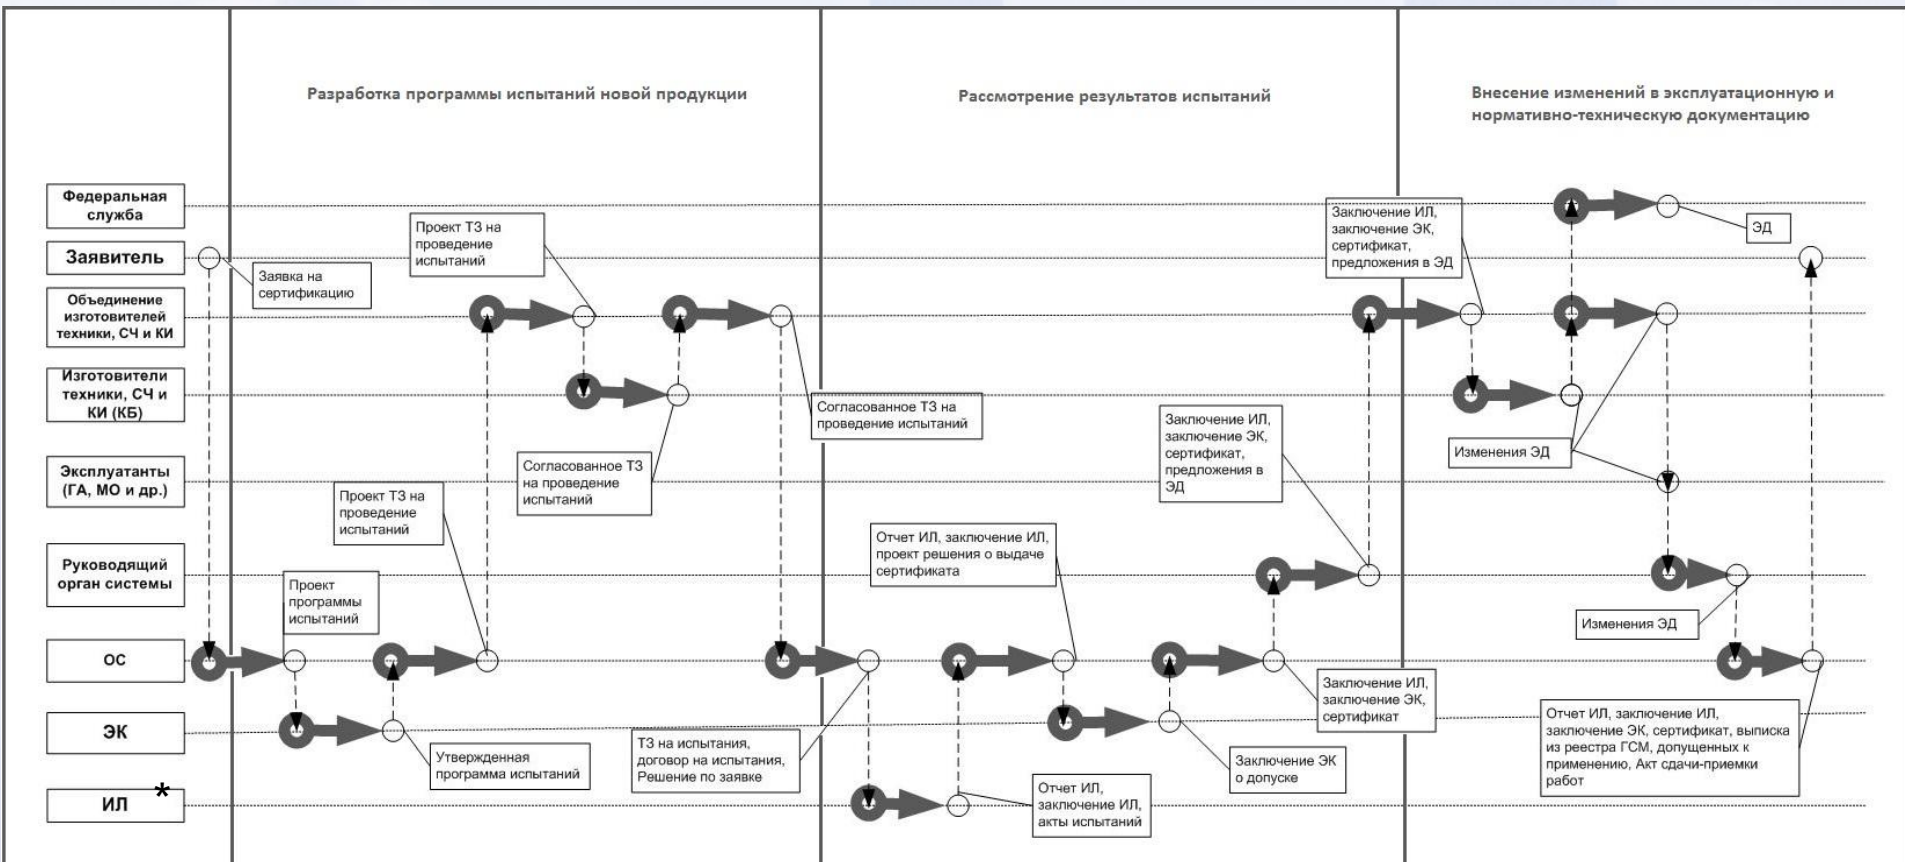 Разработка программы испытаний новой продукции
Рассмотрение результатов испытаний
Внесение изменений в эксплуатационную и
нормативно-техническую документацию
Федеральная
служба
Заявитель
Объединение
изготовителей
техники, СЧ и КИ
Изготовители
техники, СЧ и
КИ (КБ)
Эксплуатанты
(ГА, МО и др.)
Руководящий
орган системы
ОС
ЭК
ИЛ *
Заявка на
сертификацию
Проект
программы
испытаний
Утвержденная
программа испытаний
Проект ТЗ на
проведение
испытаний
Проект ТЗ на
проведение
испытаний
Согласованное ТЗ
на проведение
испытаний
Согласованное ТЗ на
проведение испытаний
ТЗ на испытания,
договор на испытания,
Решение по заявке
Отчет ИЛ,
заключение ИЛ,
акты испытаний
Отчет ИЛ, заключение ИЛ,
проект решения о выдаче
сертификата
Заключение ЭК
о допуске
Заключение ИЛ,
заключение ЭК,
сертификат
Заключение ИЛ,
заключение ЭК,
сертификат,
предложения в
ЭД
Заключение ИЛ,
заключение ЭК,
сертификат,
предложения в ЭД
Изменения ЭД
ЭД
Изменения ЭД
Отчет ИЛ, заключение ИЛ,
заключение ЭК, сертификат, выписка
из реестра ГСМ, допущенных к
применению, Акт сдачи-приемки
работ